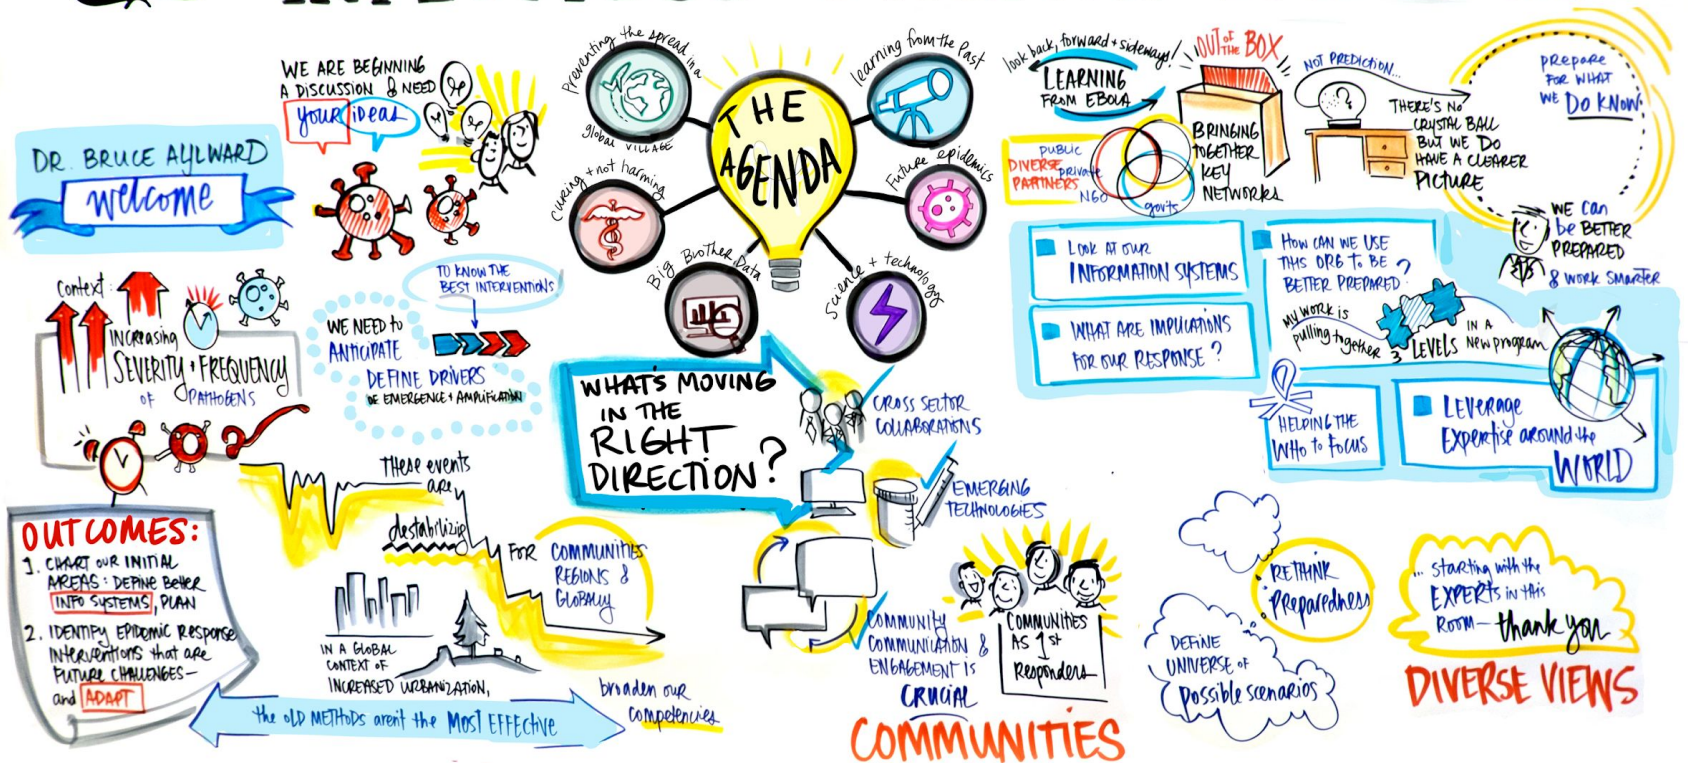 DR. BRUCE AYLWARD
welcome
WE ARE BEGINNING
A DISCUSSION & NEED
your ideas
Context:
INCREASING
SEVERITY + FREQUENCY
OF PATHOGENS
TO KNOW THE
BEST INTERVENTIONS
WE NEED to
ANTICIPATE
DEFINE DRIVERS
OF EMERGENCE + AMPLIFICATION
OUTCOMES:
1. CHART OUR INITIAL
AREAS: DEFINE BETTER
INFO SYSTEMS, PLAN
2. IDENTIFY EPIDEMIC RESPONSE
INTERVENTIONS that are
FUTURE CHALLENGES—
and ADAPT
THESE events
are
destabilizing
FOR COMMUNITIES
REGIONS &
GLOBALLY
IN A GLOBAL
CONTEXT OF
INCREASED URBANIZATION,
the OLD METHODS aren't the MOST EFFECTIVE
broaden our
competencies
THE
AGENDA
Preventing the spread in a
global VILLAGE
curing + not harming
Big Brother Data
science + technology
Future epidemics
learning from the Past
WHAT'S MOVING
IN THE
RIGHT
DIRECTION?
CROSS SECTOR
COLLABORATIONS
EMERGING
TECHNOLOGIES
COMMUNITY
COMMUNICATION &
ENGAGEMENT IS
CRUCIAL
COMMUNITIES
AS 1st
Responders
COMMUNITIES
look back, forward + sideways!
LEARNING
FROM EBOLA
OUT OF THE BOX
PUBLIC
DIVERSE private
PARTNERS
NGO
gov'ts
BRINGING
TOGETHER
KEY
NETWORKS
NOT PREDICTION...
THERE'S NO
CRYSTAL BALL
BUT WE DO
HAVE A CLEARER
PICTURE
prepare
FOR WHAT
WE DO KNOW
WE can
be BETTER
PREPARED
& WORK SMARTER
LOOK AT OUR
INFORMATION SYSTEMS
WHAT ARE IMPLICATIONS
FOR OUR RESPONSE?
HOW CAN WE USE
THIS ORG TO BE
BETTER PREPARED?
MY WORK is
pulling together
3 LEVELS
IN A
New program
HELPING THE
WHO to FOCUS
LEVERAGE
EXPERTISE around the
WORLD
RETHINK
Preparedness
DEFINE
UNIVERSE OF
Possible scenarios
... starting with the
EXPERTS in this
ROOM— thank you
DIVERSE VIEWS